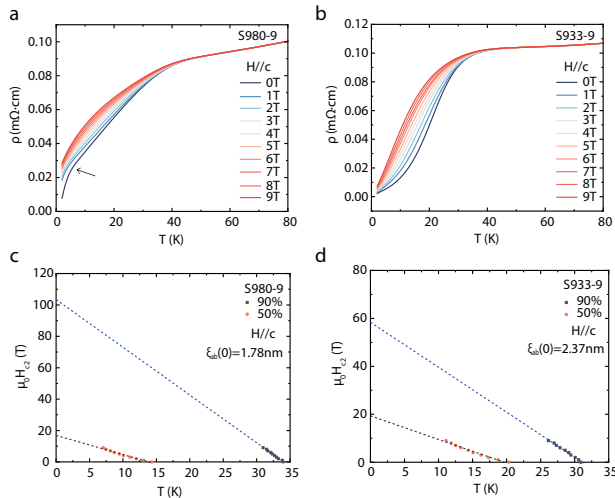 a
S980-9
H//c
0T
1T
2T
3T
4T
5T
6T
7T
8T
9T
ρ (mΩ·cm)
0.10
0.08
0.06
0.04
0.02
0.00
0 20 40 60 80
T (K)
b
S933-9
H//c
0T
1T
2T
3T
4T
5T
6T
7T
8T
9T
ρ (mΩ·cm)
0.12
0.10
0.08
0.06
0.04
0.02
0.00
0 20 40 60 80
T (K)
c
S980-9
90%
50%
H//c
ξab(0)=1.78nm
μ0Hc2 (T)
120
100
80
60
40
20
0
0 5 10 15 20 25 30 35
T (K)
d
S933-9
90%
50%
H//c
ξab(0)=2.37nm
μ0Hc2 (T)
80
60
40
20
0
0 5 10 15 20 25 30 35
T (K)